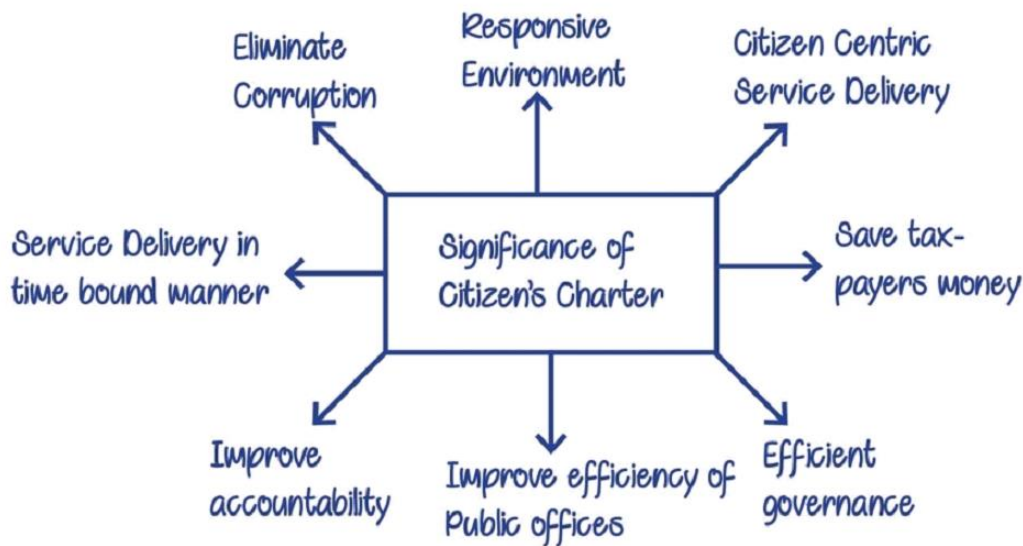 Eliminate
Corruption
Responsive
Environment
Citizen Centric
Service Delivery
Service Delivery in
time bound manner
Significance of
Citizen's Charter
Save tax-
payers money
Improve
accountability
Improve efficiency of
Public offices
Efficient
governance